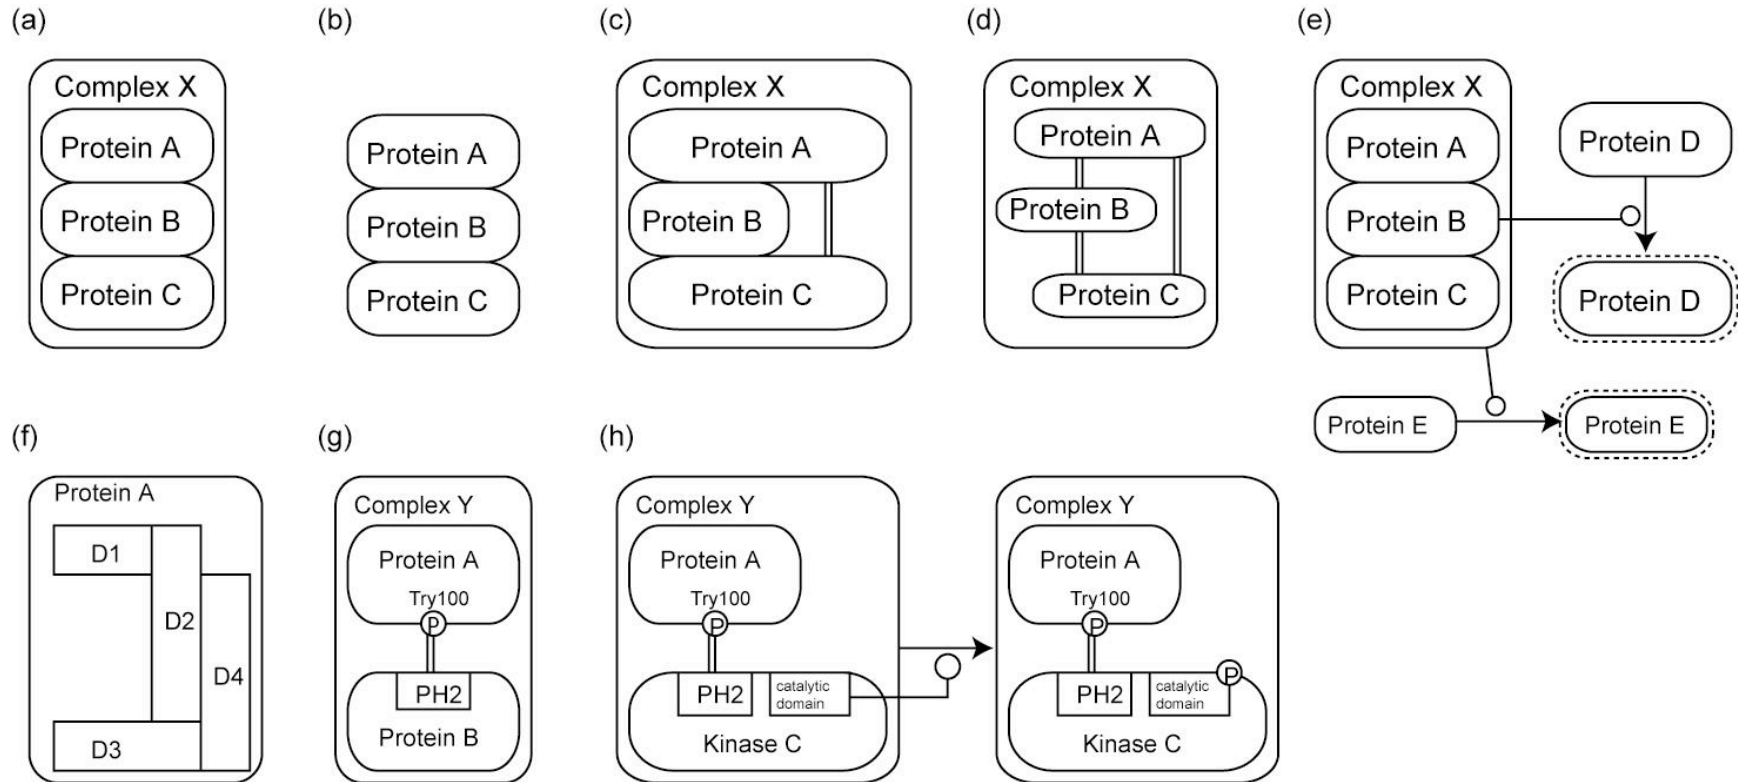 (a)
Complex X
Protein A
Protein B
Protein C
(b)
Protein A
Protein B
Protein C
(c)
Complex X
Protein A
Protein B
Protein C
(d)
Complex X
Protein A
Protein B
Protein C
(e)
Complex X
Protein A
Protein B
Protein C
Protein D
Protein D
Protein E
Protein E
(f)
Protein A
D1
D2
D3
D4
(g)
Complex Y
Protein A
Try100
P
PH2
Protein B
(h)
Complex Y
Protein A
Try100
P
PH2
catalytic
domain
Kinase C
Complex Y
Protein A
Try100
P
PH2
catalytic
domain
P
Kinase C